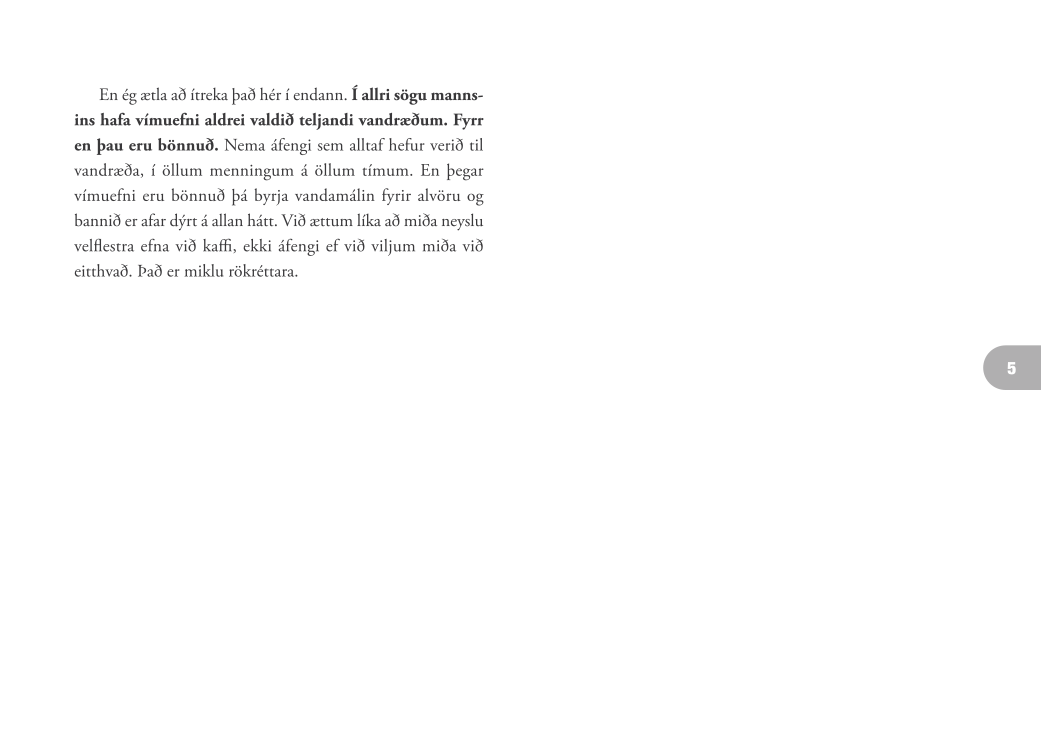 En ég ætla að ítreka það hér í endann. Í allri sögu manns-
ins hafa vímuefni aldrei valdið teljandi vandræðum. Fyrr
en þau eru bönnuð. Nema áfengi sem alltaf hefur verið til
vandræða, í öllum menningum á öllum tímum. En þegar
vímuefni eru bönnuð þá byrja vandamálin fyrir alvöru og
bannið er afar dýrt á allan hátt. Við ættum líka að miða neyslu
velflestra efna við kaffi, ekki áfengi ef við viljum miða við
eitthvað. Það er miklu rökréttara.
5